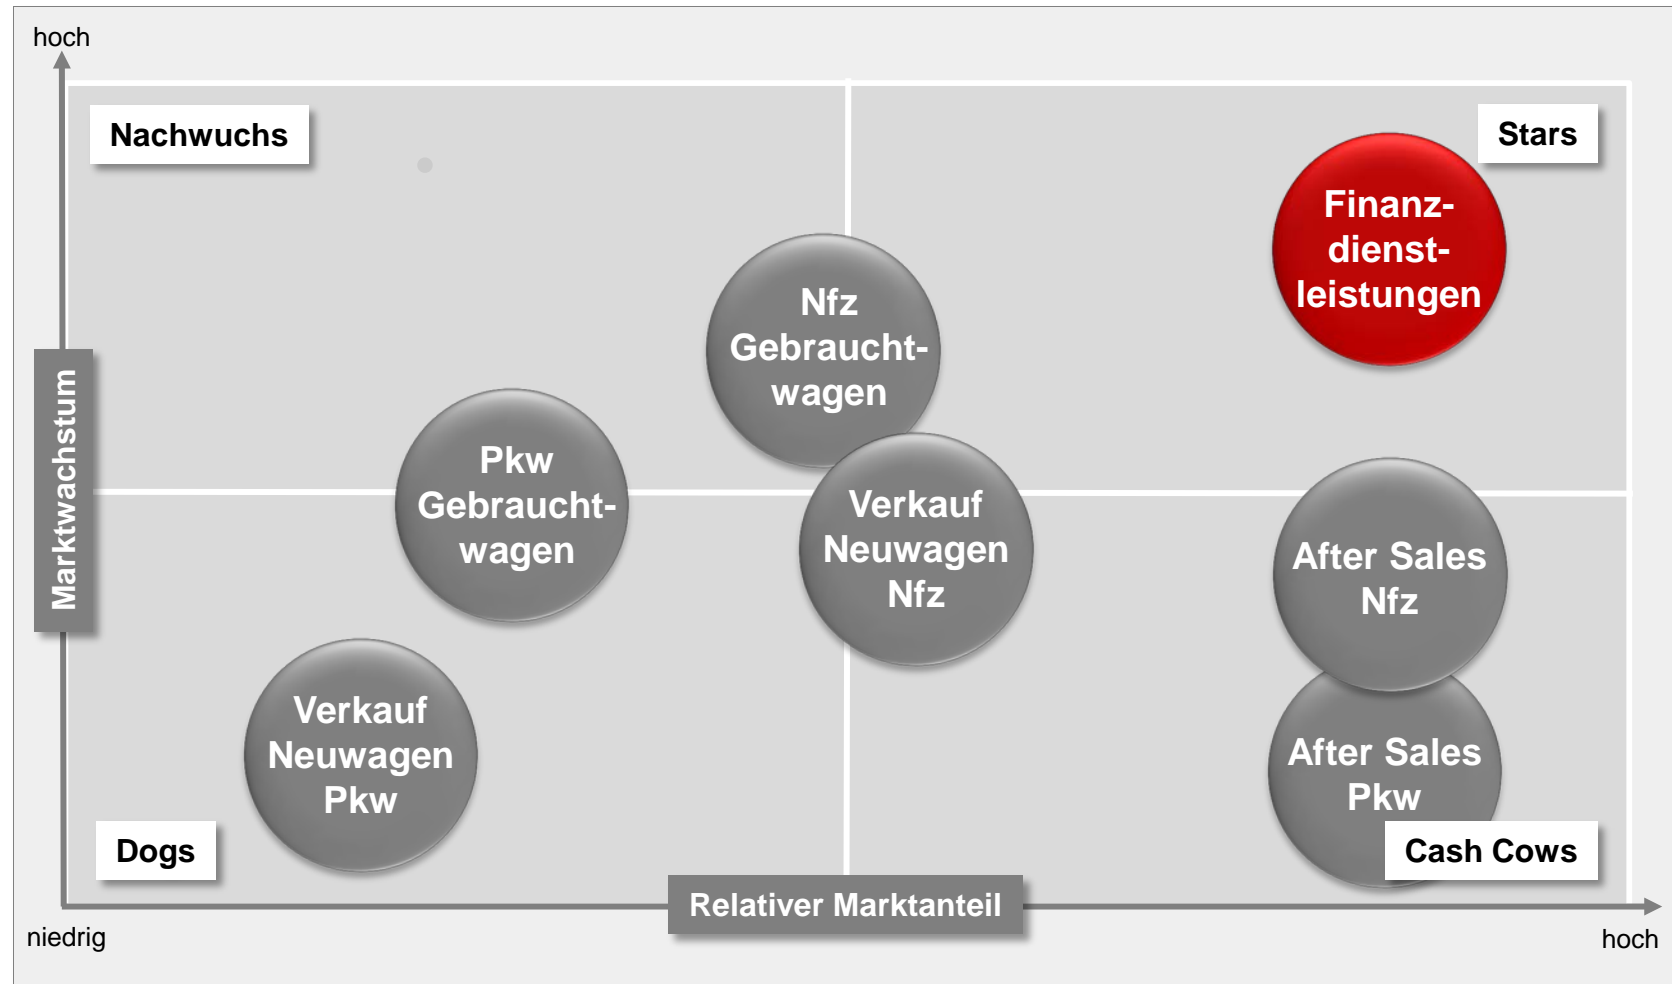 hoch
Nachwuchs
Stars
Finanz-
dienst-
leistungen
Nfz
Gebraucht-
wagen
Pkw
Gebraucht-
wagen
Verkauf
Neuwagen
Nfz
After Sales
Nfz
Marktwachstum
Verkauf
Neuwagen
Pkw
After Sales
Pkw
Dogs
Cash Cows
Relativer Marktanteil
niedrig
hoch